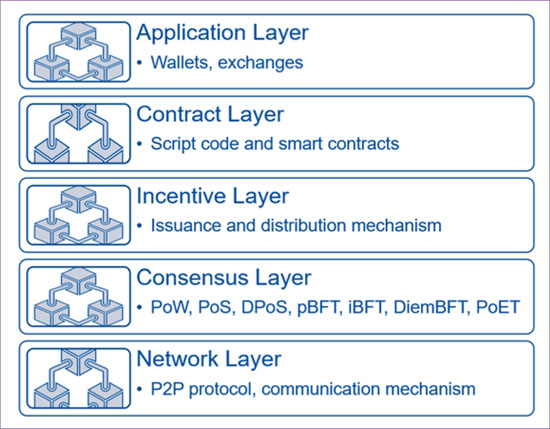 Application Layer
• Wallets, exchanges
Contract Layer
• Script code and smart contracts
Incentive Layer
• Issuance and distribution mechanism
Consensus Layer
• PoW, PoS, DPoS, pBFT, iBFT, DiemBFT, PoET
Network Layer
• P2P protocol, communication mechanism